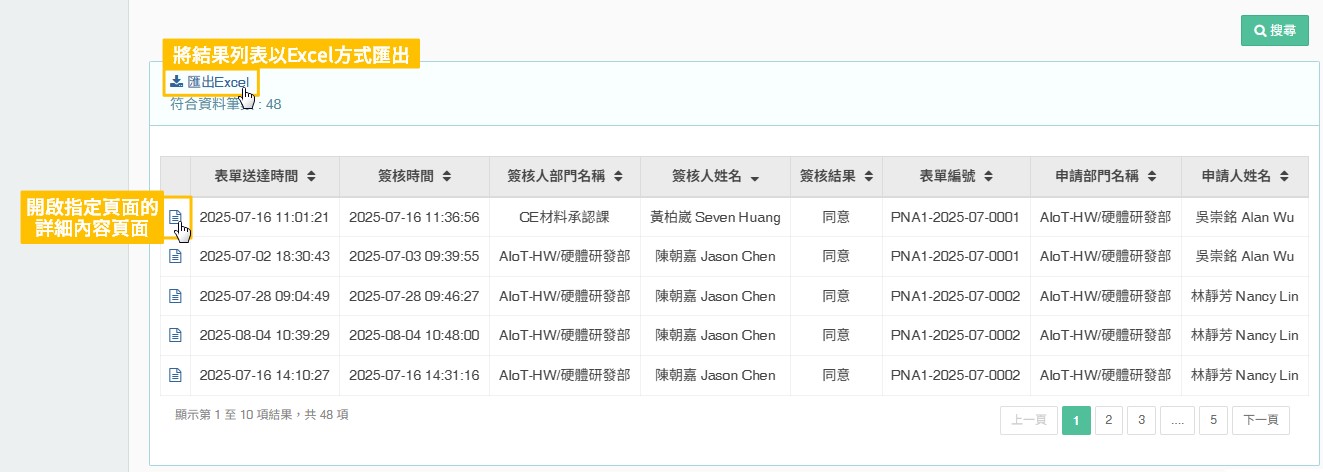 搜尋
將結果列表以Excel方式匯出
匯出Excel
符合資料筆 : 48
表單送達時間 簽核時間 簽核人部門名稱 簽核人姓名 簽核結果 表單編號 申請部門名稱 申請人姓名
開啟指定頁面的
詳細內容頁面
2025-07-16 11:01:21 2025-07-16 11:36:56 CE材料承認課 黃柏崴 Seven Huang 同意 PNA1-2025-07-0001 AIoT-HW/硬體研發部 吳崇銘 Alan Wu
2025-07-02 18:30:43 2025-07-03 09:39:55 AIoT-HW/硬體研發部 陳朝嘉 Jason Chen 同意 PNA1-2025-07-0001 AIoT-HW/硬體研發部 吳崇銘 Alan Wu
2025-07-28 09:04:49 2025-07-28 09:46:27 AIoT-HW/硬體研發部 陳朝嘉 Jason Chen 同意 PNA1-2025-07-0002 AIoT-HW/硬體研發部 林靜芳 Nancy Lin
2025-08-04 10:39:29 2025-08-04 10:48:00 AIoT-HW/硬體研發部 陳朝嘉 Jason Chen 同意 PNA1-2025-07-0002 AIoT-HW/硬體研發部 林靜芳 Nancy Lin
2025-07-16 14:10:27 2025-07-16 14:31:16 AIoT-HW/硬體研發部 陳朝嘉 Jason Chen 同意 PNA1-2025-07-0002 AIoT-HW/硬體研發部 林靜芳 Nancy Lin
顯示第 1 至 10 項結果，共 48 項
上一頁 1 2 3 .... 5 下一頁